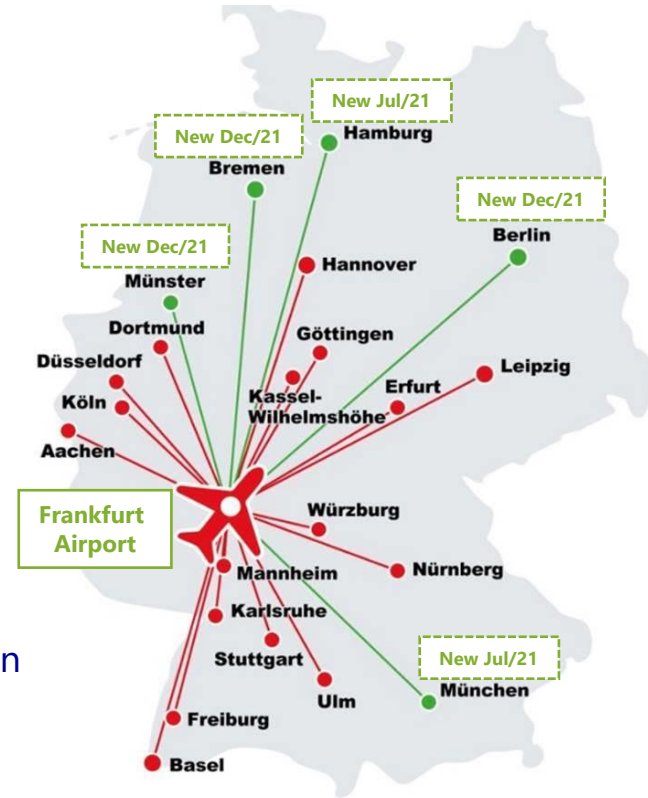 New Jul/21
Hamburg
New Dec/21
Bremen
New Dec/21
Berlin
New Dec/21
Münster
Hannover
Dortmund
Göttingen
Düsseldorf
Leipzig
Köln
Kassel-
Wilhelmshöhe
Erfurt
Aachen
Frankfurt
Airport
Würzburg
Mannheim
Nürnberg
Karlsruhe
Stuttgart
n
New Jul/21
München
Ulm
Freiburg
Basel